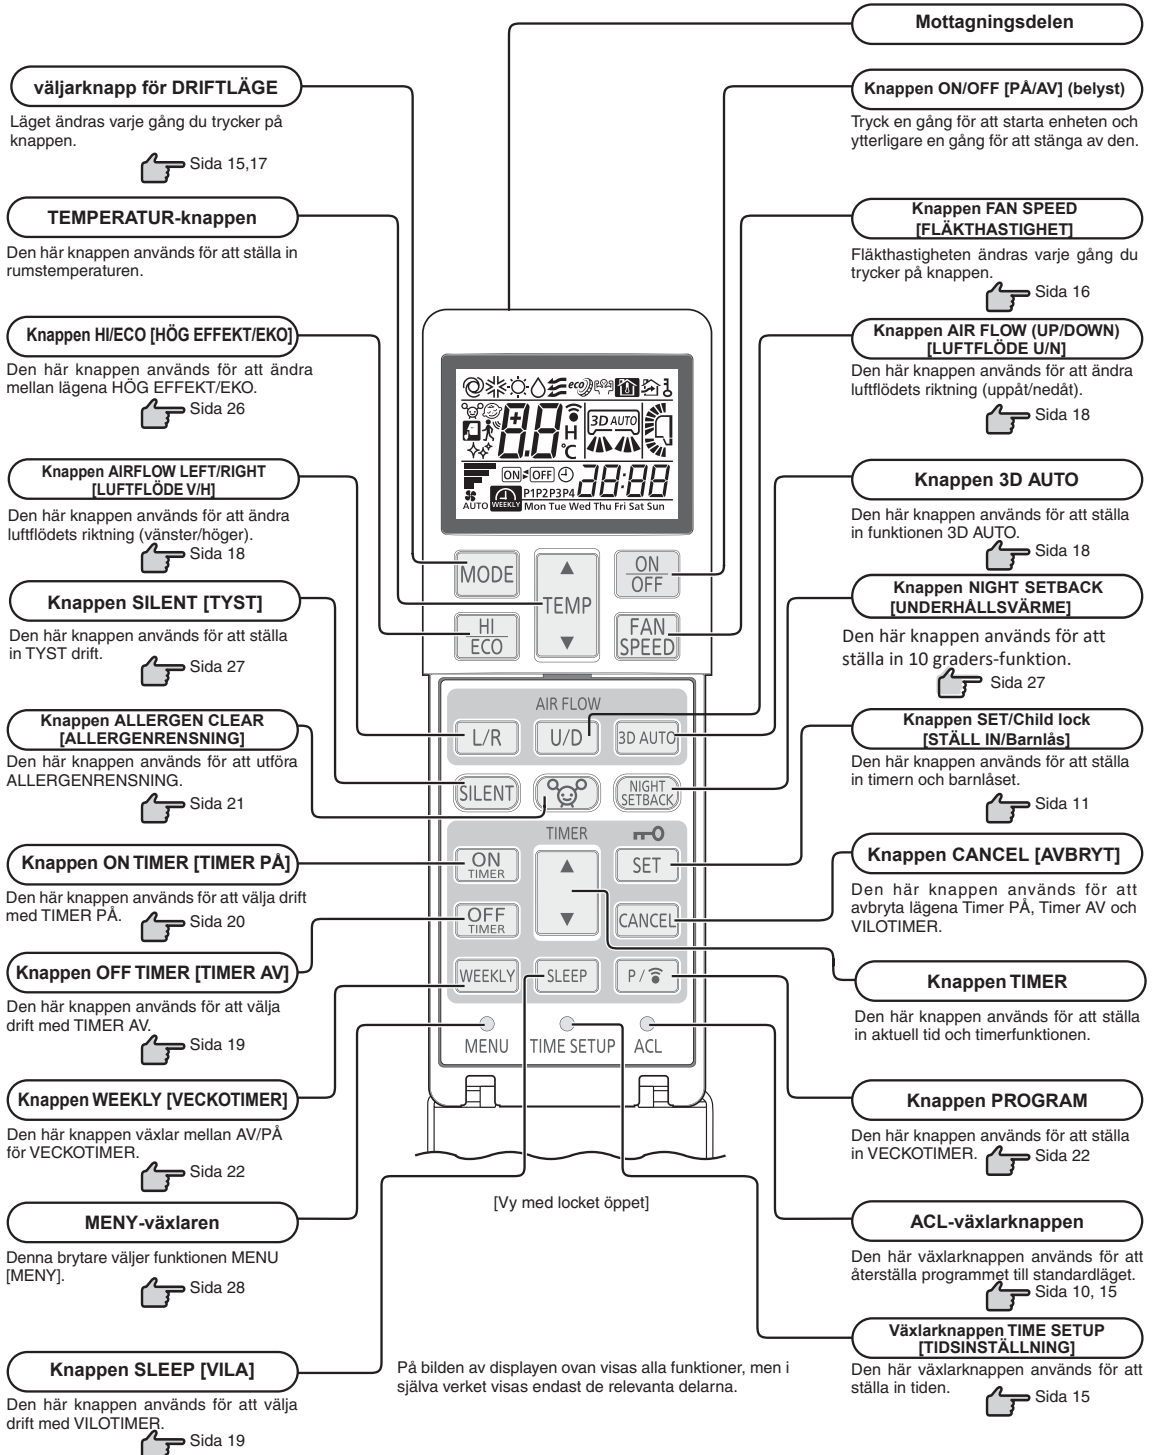 Mottagningsdelen
väljarknapp för DRIFTLÄGE
Läget ändras varje gång du trycker på
knappen.
Sida 15,17
TEMPERATUR-knappen
Den här knappen används för att ställa in
rumstemperaturen.
Knappen HI/ECO [HÖG EFFEKT/EKO]
Den här knappen används för att ändra
mellan lägena HÖG EFFEKT/EKO.
Sida 26
Knappen AIRFLOW LEFT/RIGHT
[LUFTFLÖDE V/H]
Den här knappen används för att ändra
luftflödets riktning (vänster/höger).
Sida 18
Knappen SILENT [TYST]
Den här knappen används för att ställa
in TYST drift.
Sida 27
Knappen ALLERGEN CLEAR
[ALLERGENRENSNING]
Den här knappen används för att utföra
ALLERGENRENSNING.
Sida 21
Knappen ON TIMER [TIMER PÅ]
Den här knappen används för att välja drift
med TIMER PÅ.
Sida 20
Knappen OFF TIMER [TIMER AV]
Den här knappen används för att välja
drift med TIMER AV.
Sida 19
Knappen WEEKLY [VECKOTIMER]
Den här knappen växlar mellan AV/PÅ
för VECKOTIMER.
Sida 22
MENY-växlaren
Denna brytare väljer funktionen MENU
[MENY].
Sida 28
Knappen SLEEP [VILA]
Den här knappen används för att välja
drift med VILOTIMER.
Sida 19
eco
3D AUTO
8.8
H
°C
ON OFF
88:88
P1P2P3P4
AUTO WEEKLY Mon Tue Wed Thu Fri Sat Sun
MODE
TEMP
ON
OFF
HI
ECO
FAN
SPEED
AIR FLOW
L/R
U/D
3D AUTO
SILENT
NIGHT
SETBACK
TIMER
ON
TIMER
SET
OFF
TIMER
CANCEL
WEEKLY
SLEEP
P/
MENU
TIME SETUP
ACL
[Vy med locket öppet]
På bilden av displayen ovan visas alla funktioner, men i
själva verket visas endast de relevanta delarna.
Knappen ON/OFF [PÅ/AV] (belyst)
Tryck en gång för att starta enheten och
ytterligare en gång för att stänga av den.
Knappen FAN SPEED
[FLÄKTHASTIGHET]
Fläkthastigheten ändras varje gång du
trycker på knappen.
Sida 16
Knappen AIR FLOW (UP/DOWN)
[LUFTFLÖDE U/N]
Den här knappen används för att ändra
luftflödets riktning (uppåt/nedåt).
Sida 18
Knappen 3D AUTO
Den här knappen används för att ställa
in funktionen 3D AUTO.
Sida 18
Knappen NIGHT SETBACK
[UNDERHÅLLSVÄRME]
Den här knappen används för att
ställa in 10 graders-funktion.
Sida 27
Knappen SET/Child lock
[STÄLL IN/Barnlås]
Den här knappen används för att ställa
in timern och barnlåset.
Sida 11
Knappen CANCEL [AVBRYT]
Den här knappen används för att
avbryta lägena Timer PÅ, Timer AV och
VILOTIMER.
Knappen TIMER
Den här knappen används för att ställa
in aktuell tid och timerfunktionen.
Knappen PROGRAM
Den här knappen används för att ställa
in VECKOTIMER.
Sida 22
ACL-växlarknappen
Den här växlarknappen används för att
återställa programmet till standardläget.
Sida 10, 15
Växlarknappen TIME SETUP
[TIDSINSTÄLLNING]
Den här växlarknappen används för att
ställa in tiden.
Sida 15